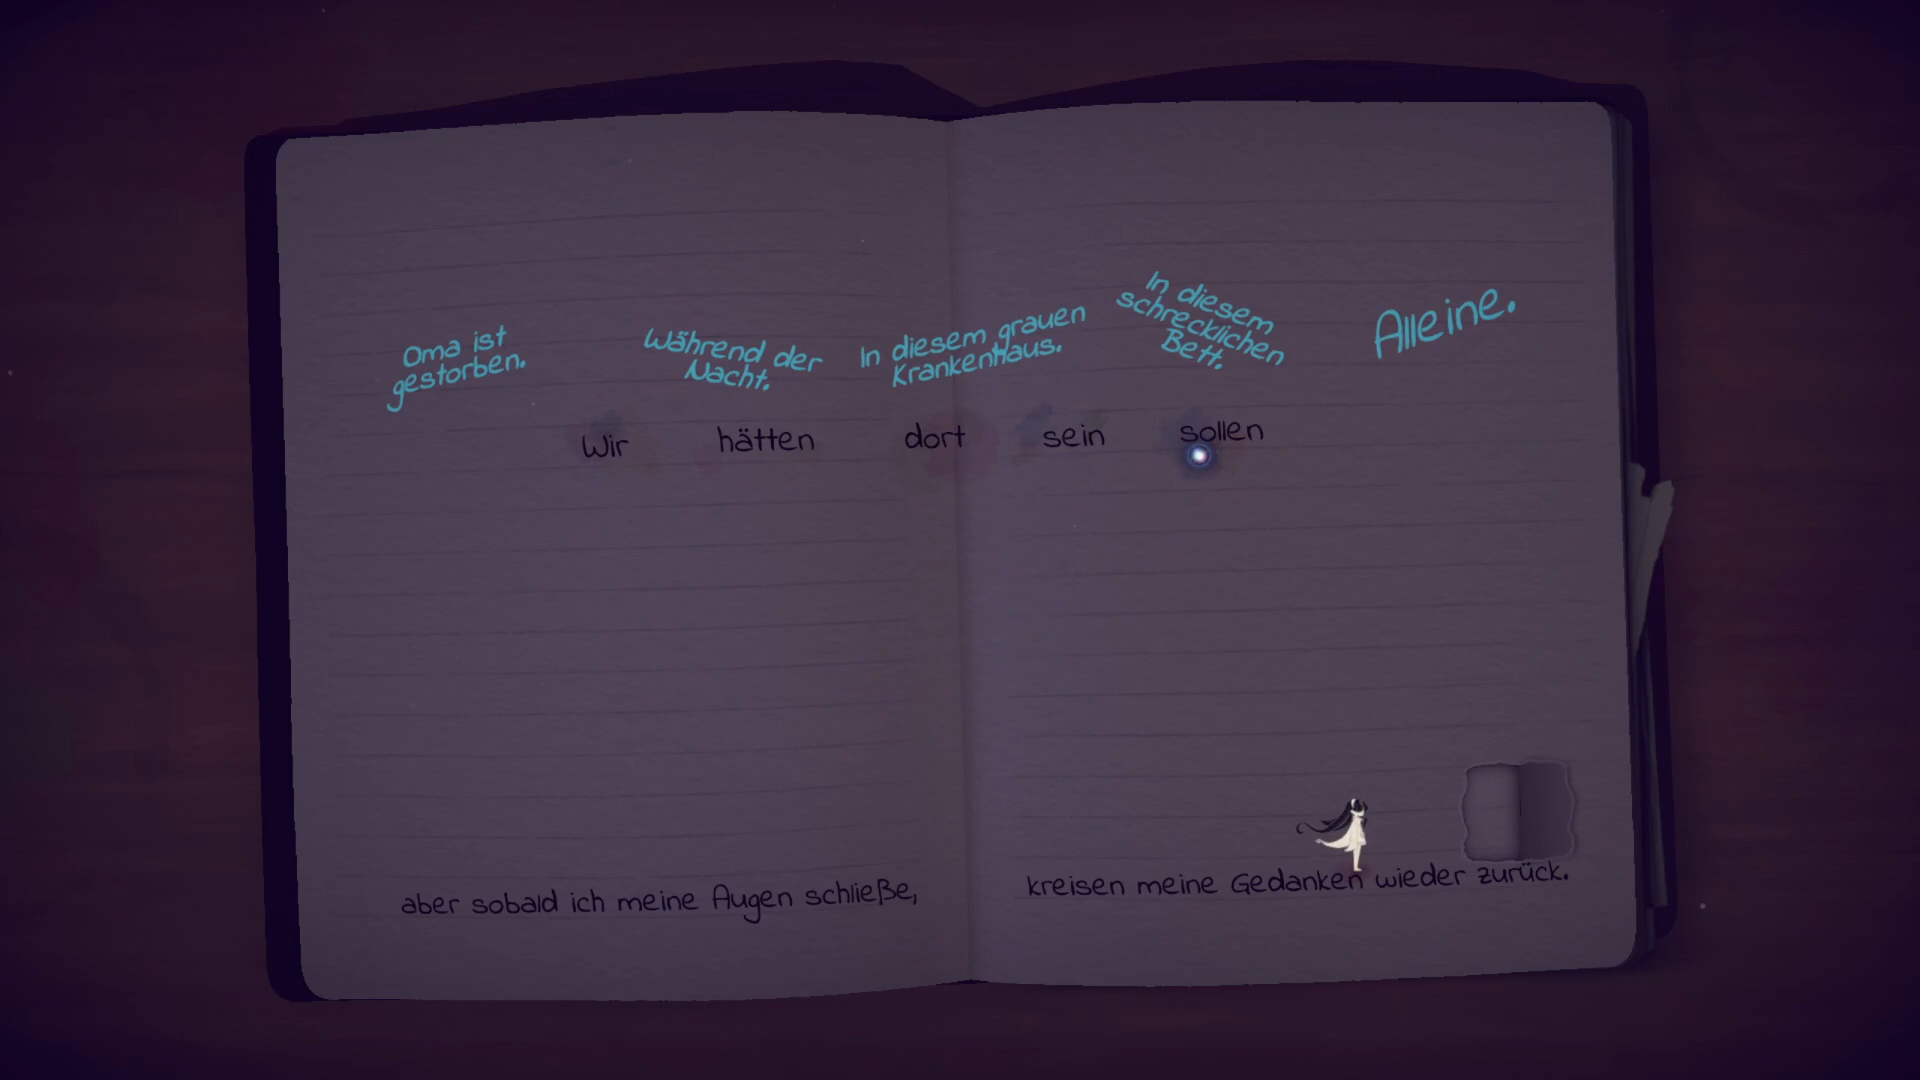 Oma ist
gestorben.
Während der
Nacht.
In diesem grauen
Krankenhaus.
In diesem
schrecklichen
Bett.
Alleine.
Wir hätten dort sein sollen
aber sobald ich meine Augen schließe,
kreisen meine Gedanken wieder zurück.